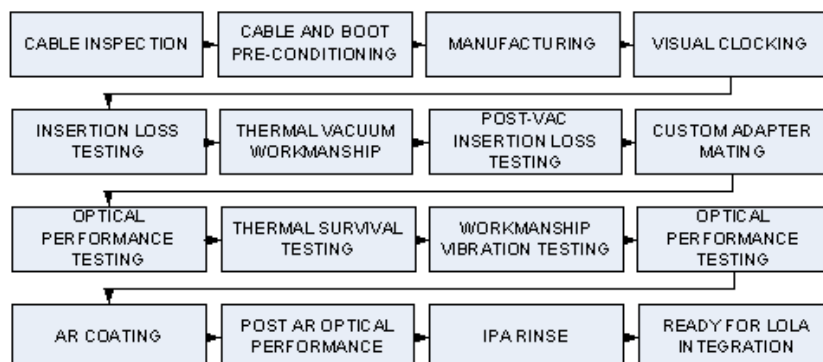 CABLE INSPECTION
CABLE AND BOOT
PRE-CONDITIONING
MANUFACTURING
VISUAL CLOCKING
INSERTION LOSS
TESTING
THERMAL VACUUM
WORKMANSHIP
POST-VAC
INSERTION LOSS
TESTING
CUSTOM ADAPTER
MATING
OPTICAL
PERFORMANCE
TESTING
THERMAL SURVIVAL
TESTING
WORKMANSHIP
VIBRATION TESTING
OPTICAL
PERFORMANCE
TESTING
AR COATING
POST AR OPTICAL
PERFORMANCE
IPA RINSE
READY FOR LOLA
INTEGRATION